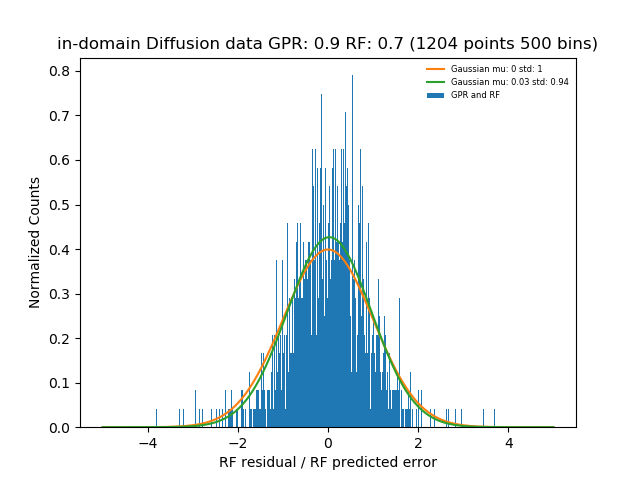 in-domain Diffusion data GPR: 0.9 RF: 0.7 (1204 points 500 bins)
Gaussian mu: 0 std: 1
Gaussian mu: 0.03 std: 0.94
GPR and RF
Normalized Counts
0.8
0.7
0.6
0.5
0.4
0.3
0.2
0.1
0.0
−4
−2
0
2
4
RF residual / RF predicted error